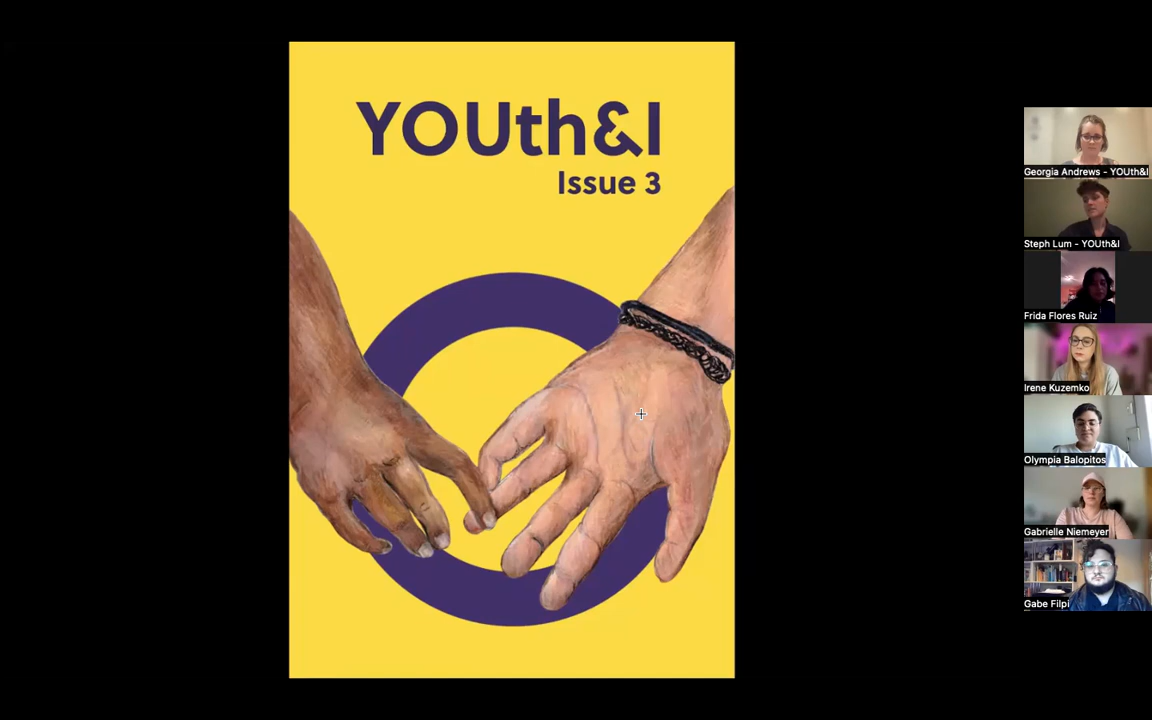 YOUth&I
Issue 3
Georgia Andrews - YOUth&I
Steph Lum - YOUth&I
Frida Flores Ruiz
Irene Kuzemko
Olympia Balopitos
Gabrielle Niemeyer
Gabe Filpi